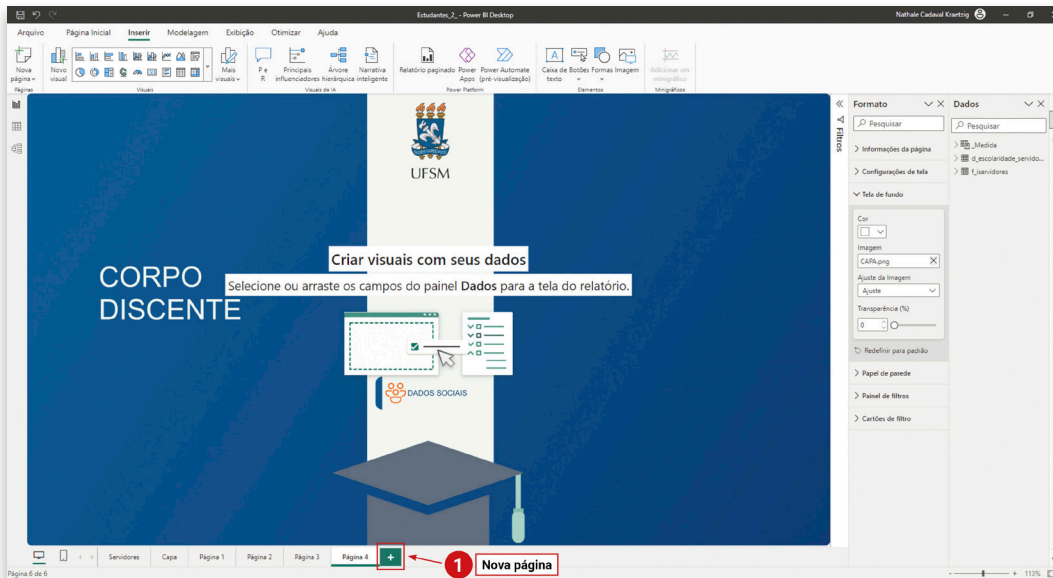 Estudantes_2_ - Power BI Desktop
Nathale Cadaval Kraetzig
Arquivo Página Inicial Inserir Modelagem Exibição Otimizar Ajuda
Nova página
Novo visual
Mais visuais
P e R
Principais influenciadores
Árvore hierárquica
Narrativa inteligente
Relatório paginado
Power Apps
Power Automate (pré-visualização)
Caixa de texto
Botões
Formas
Imagem
Adicionar um minigráfico
Páginas
Visuais
Visuais de IA
Power Platform
Elementos
Minigráficos
UFSM
CORPO
DISCENTE
Criar visuais com seus dados
Selecione ou arraste os campos do painel Dados para a tela do relatório.
DADOS SOCIAIS
Filtros
Formato
Pesquisar
Informações da página
Configurações de tela
Tela de fundo
Cor
Imagem
CAPA.png
Ajuste da Imagem
Ajuste
Transparência (%)
0
Redefinir para padrão
Papel de parede
Painel de filtros
Cartões de filtro
Dados
Pesquisar
_Medida
d_escolaridade_servido...
f_iservidores
Servidores Capa Página 1 Página 2 Página 3 Página 4 +
1 Nova página
Página 6 de 6
- + 113%